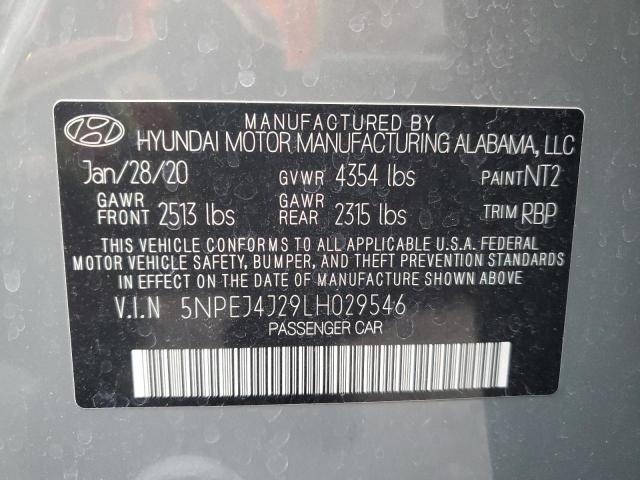 MANUFACTURED BY
HYUNDAI MOTOR MANUFACTURING ALABAMA, LLC
Jan/28/20 GVWR 4354 lbs PAINT NT2
GAWR FRONT 2513 lbs GAWR REAR 2315 lbs TRIM RBP
THIS VEHICLE CONFORMS TO ALL APPLICABLE U.S.A. FEDERAL
MOTOR VEHICLE SAFETY, BUMPER, AND THEFT PREVENTION STANDARDS
IN EFFECT ON THE DATE OF MANUFACTURE SHOWN ABOVE.
V.I.N 5NPEJ4J29LH029546
PASSENGER CAR